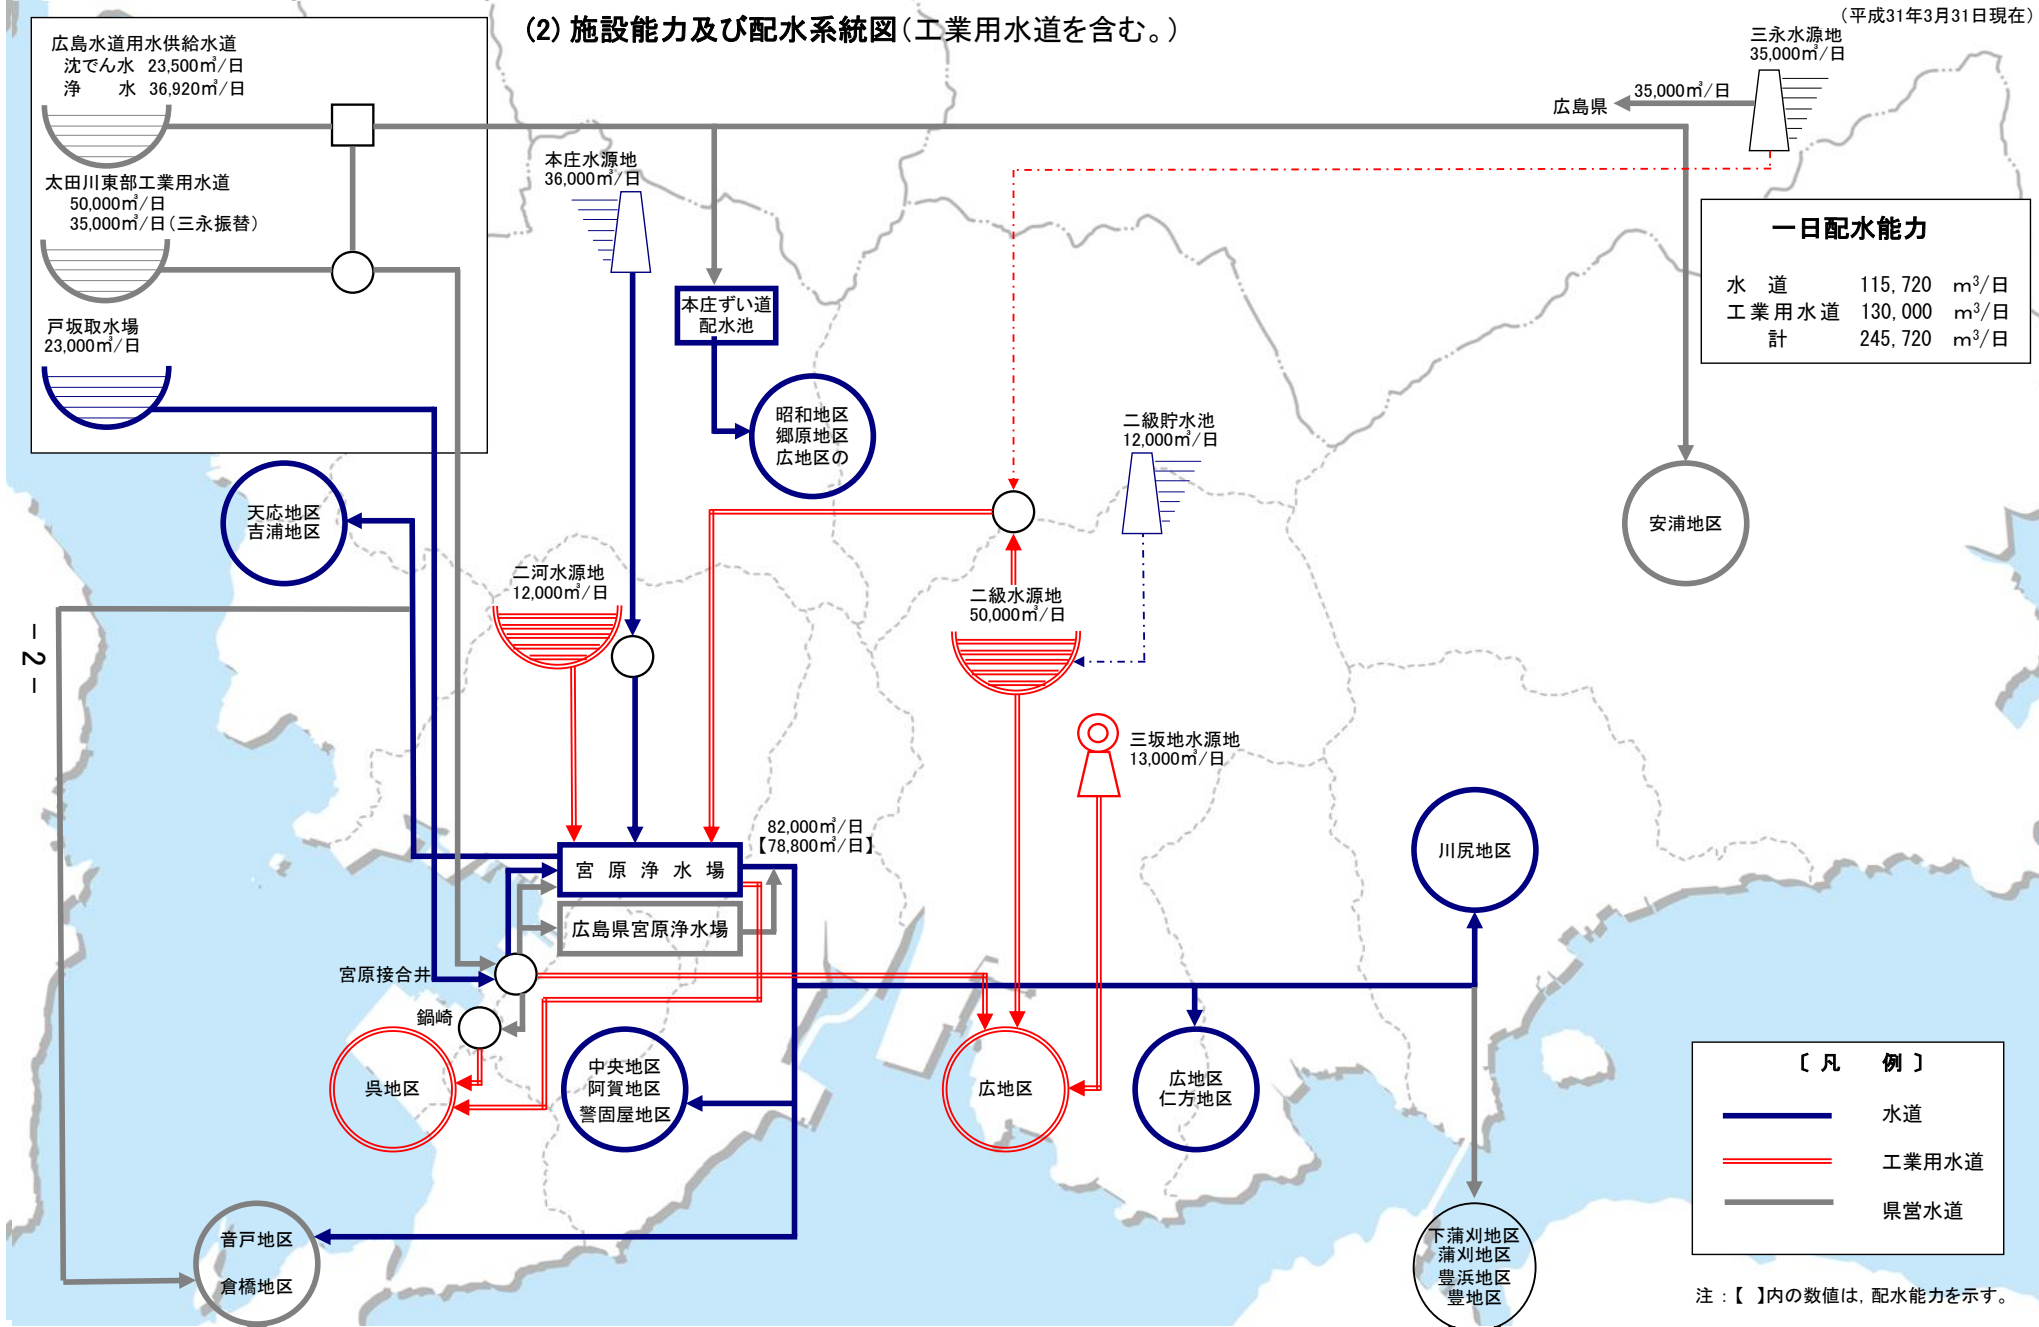 (2) 施設能力及び配水系統図(工業用水道を含む。)
(平成31年3月31日現在)
広島水道用水供給水道
沈でん水 23,500㎥/日
浄　水 36,920㎥/日
太田川東部工業用水道
50,000㎥/日
35,000㎥/日(三永振替)
戸坂取水場
23,000㎥/日
本庄水源地
36,000㎥/日
三永水源地
35,000㎥/日
35,000㎥/日
広島県
本庄ずい道
配水池
昭和地区
郷原地区
広地区の
一日配水能力
水　道 115,720 m³/日
工業用水道 130,000 m³/日
計 245,720 m³/日
二級貯水池
12,000㎥/日
天応地区
吉浦地区
安浦地区
二河水源地
12,000㎥/日
二級水源地
50,000㎥/日
－2－
三坂地水源地
13,000㎥/日
82,000㎥/日
【78,800㎥/日】
宮原浄水場
広島県宮原浄水場
川尻地区
宮原接合井
鍋崎
呉地区
中央地区
阿賀地区
警固屋地区
広地区
広地区
仁方地区
〔凡　例〕
水道
工業用水道
県営水道
音戸地区
倉橋地区
下蒲刈地区
蒲刈地区
豊浜地区
豊地区
注：【 】内の数値は, 配水能力を示す。